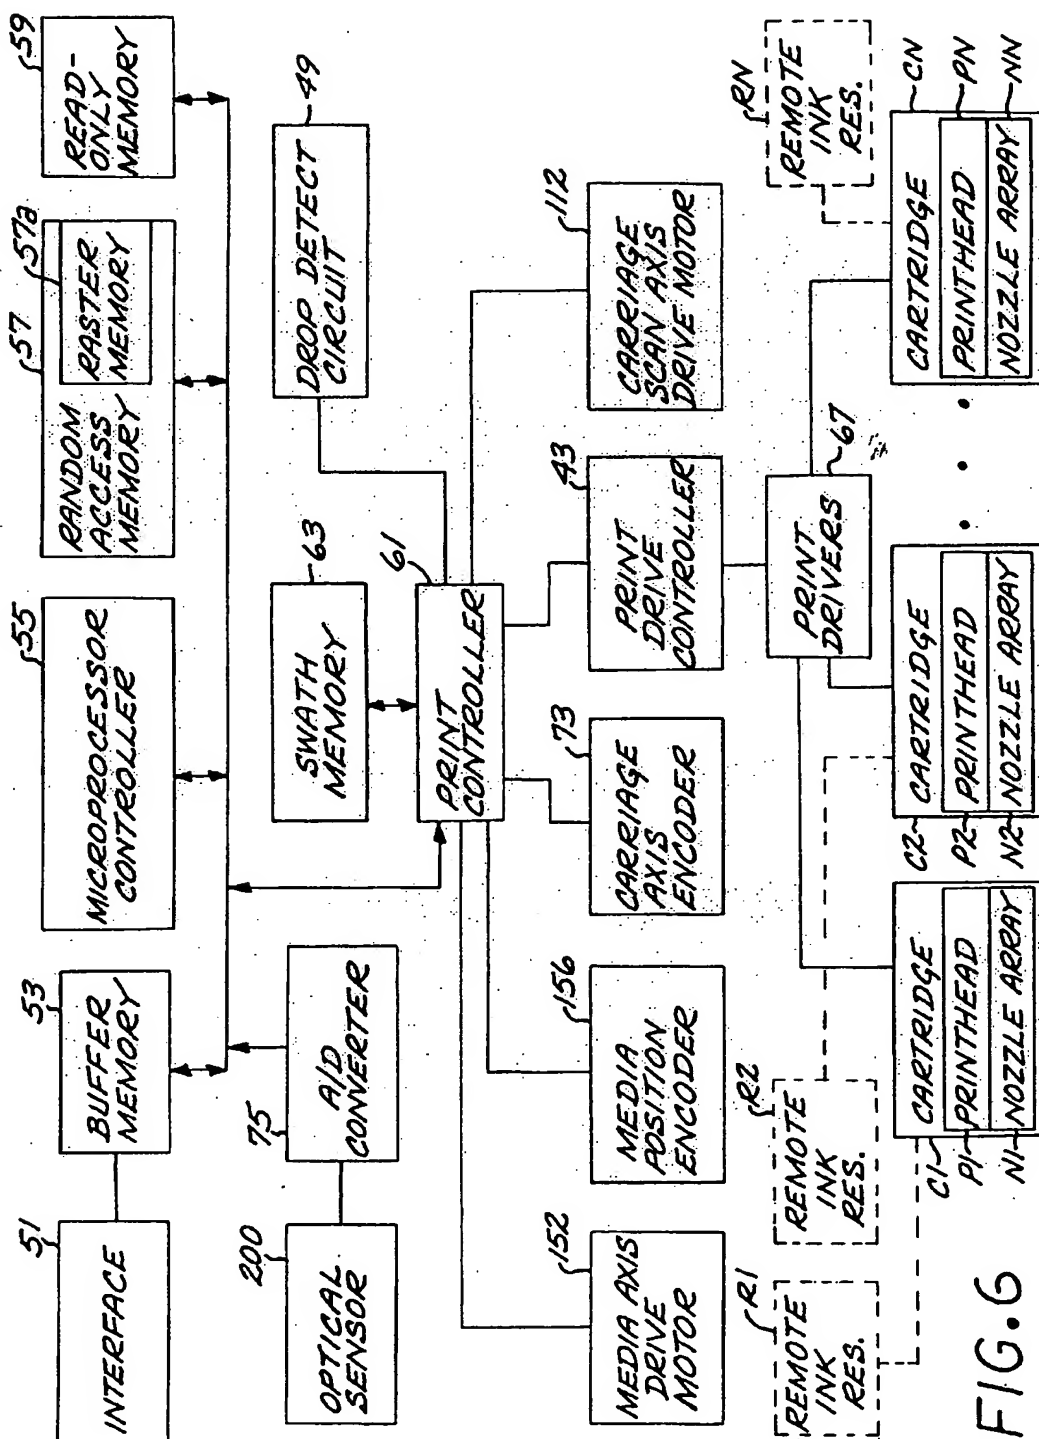 51
INTERFACE
53
BUFFER
MEMORY
55
MICROPROCESSOR
CONTROLLER
57
RANDOM
ACCESS
MEMORY
57a
RASTER
MEMORY
59
READ-
ONLY
MEMORY
200
OPTICAL
SENSOR
75
A/D
CONVERTER
63
SWATH
MEMORY
49
DROP DETECT
CIRCUIT
61
PRINT
CONTROLLER
152
MEDIA AXIS
DRIVE
MOTOR
156
MEDIA
POSITION
ENCODER
73
CARRIAGE
AXIS
ENCODER
43
PRINT
DRIVE
CONTROLLER
112
CARRIAGE
SCAN AXIS
DRIVE MOTOR
R1
REMOTE
INK
RES.
R2
REMOTE
INK
RES.
67
PRINT
DRIVERS
RN
REMOTE
INK
RES.
C1
CARTRIDGE
P1
PRINTHEAD
N1
NOZZLE ARRAY
C2
CARTRIDGE
P2
PRINTHEAD
N2
NOZZLE ARRAY
CARTRIDGE
CN
PRINTHEAD
PN
NOZZLE ARRAY
NN
FIG.6